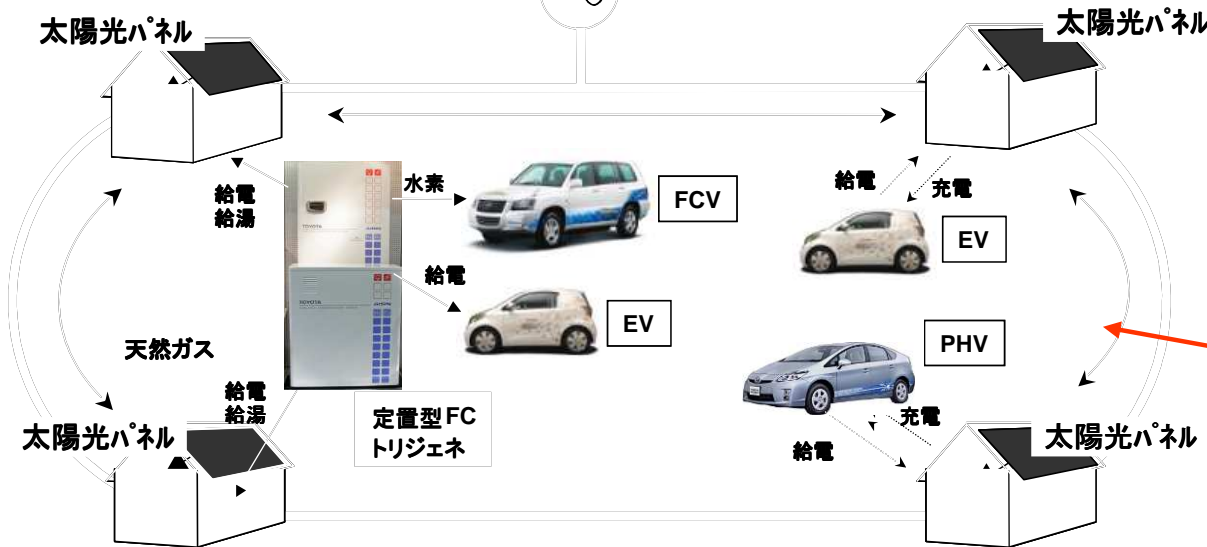 太陽光パネル
太陽光パネル
給電
給湯
水素
FCV
給電
充電
EV
給電
EV
天然ガス
PHV
給電
給湯
定置型FC
トリジェネ
太陽光パネル
充電
給電
太陽光パネル
TOYOTA
TOYOTA